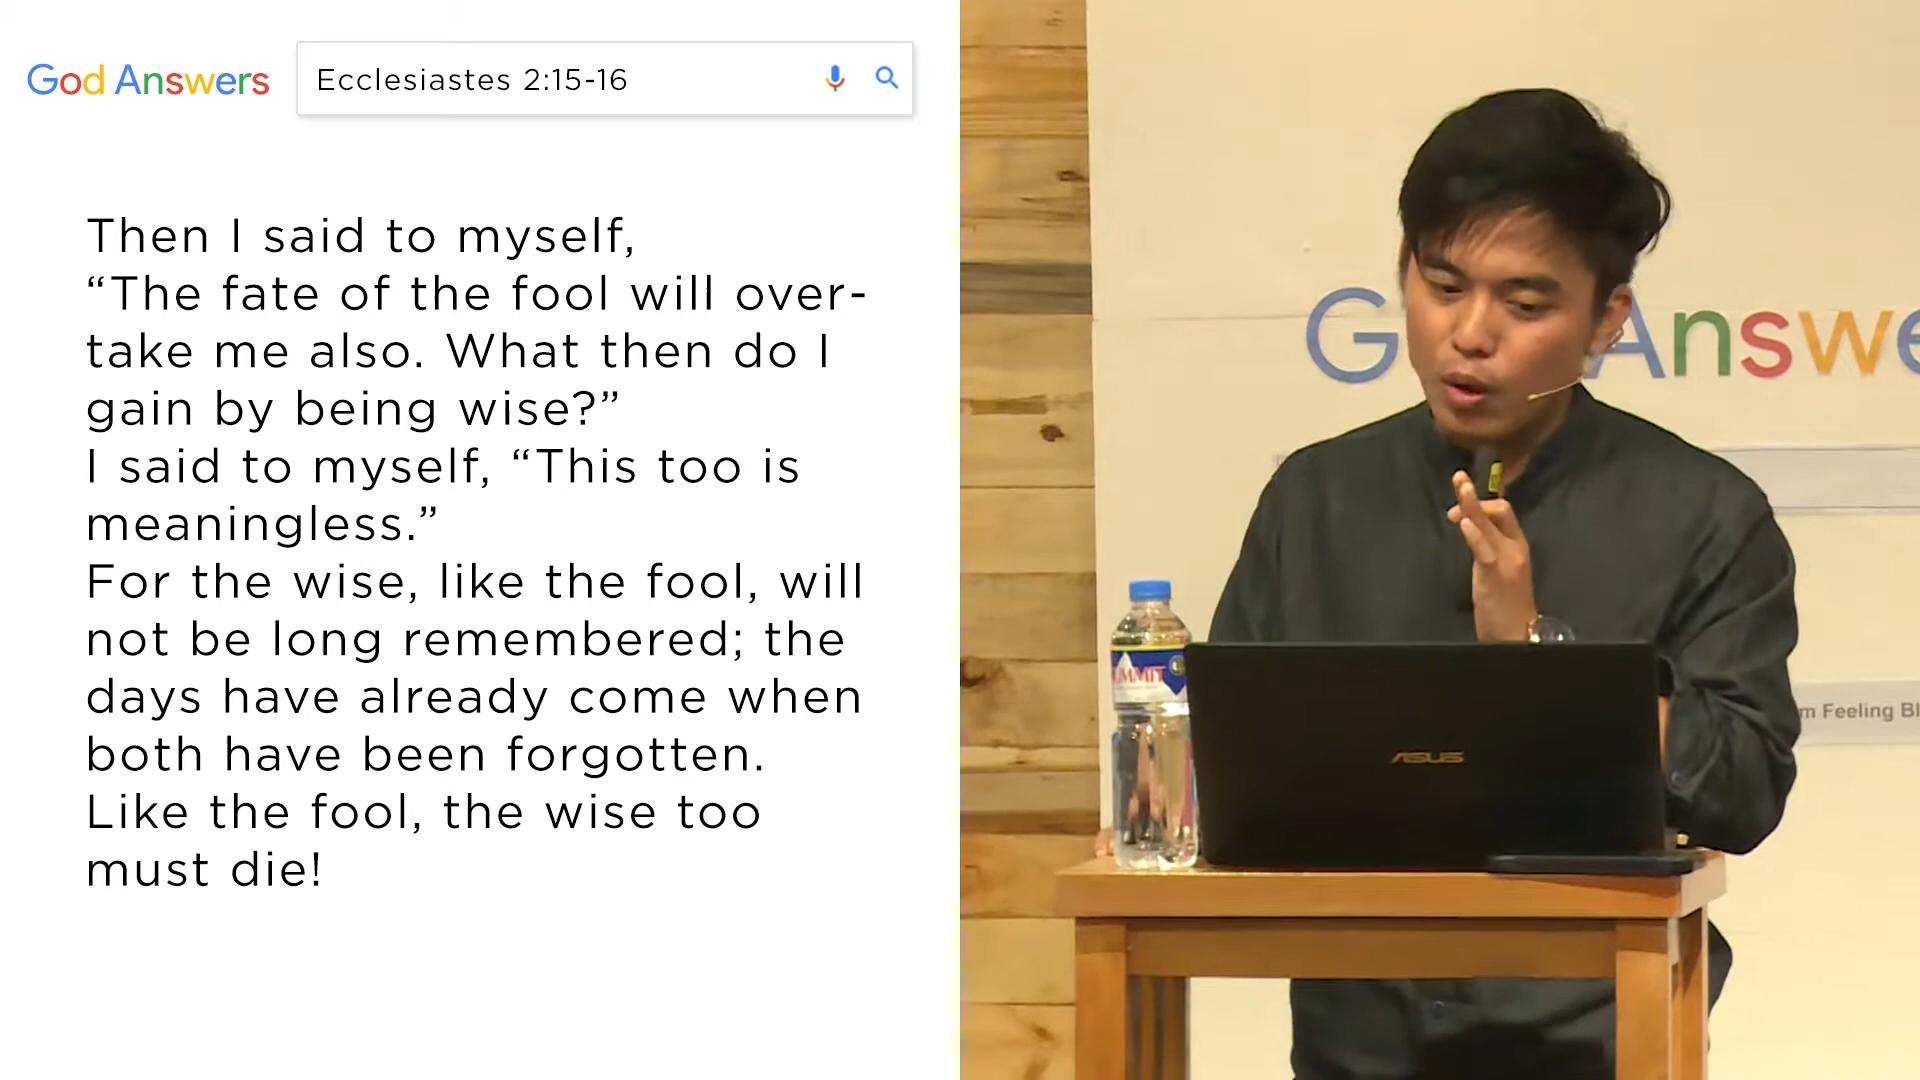 God Answers
Ecclesiastes 2:15-16
Then I said to myself,
“The fate of the fool will over-
take me also. What then do I
gain by being wise?”
I said to myself, “This too is
meaningless.”
For the wise, like the fool, will
not be long remembered; the
days have already come when
both have been forgotten.
Like the fool, the wise too
must die!
G Answe
m Feeling Bl
UMMIT
ASUS